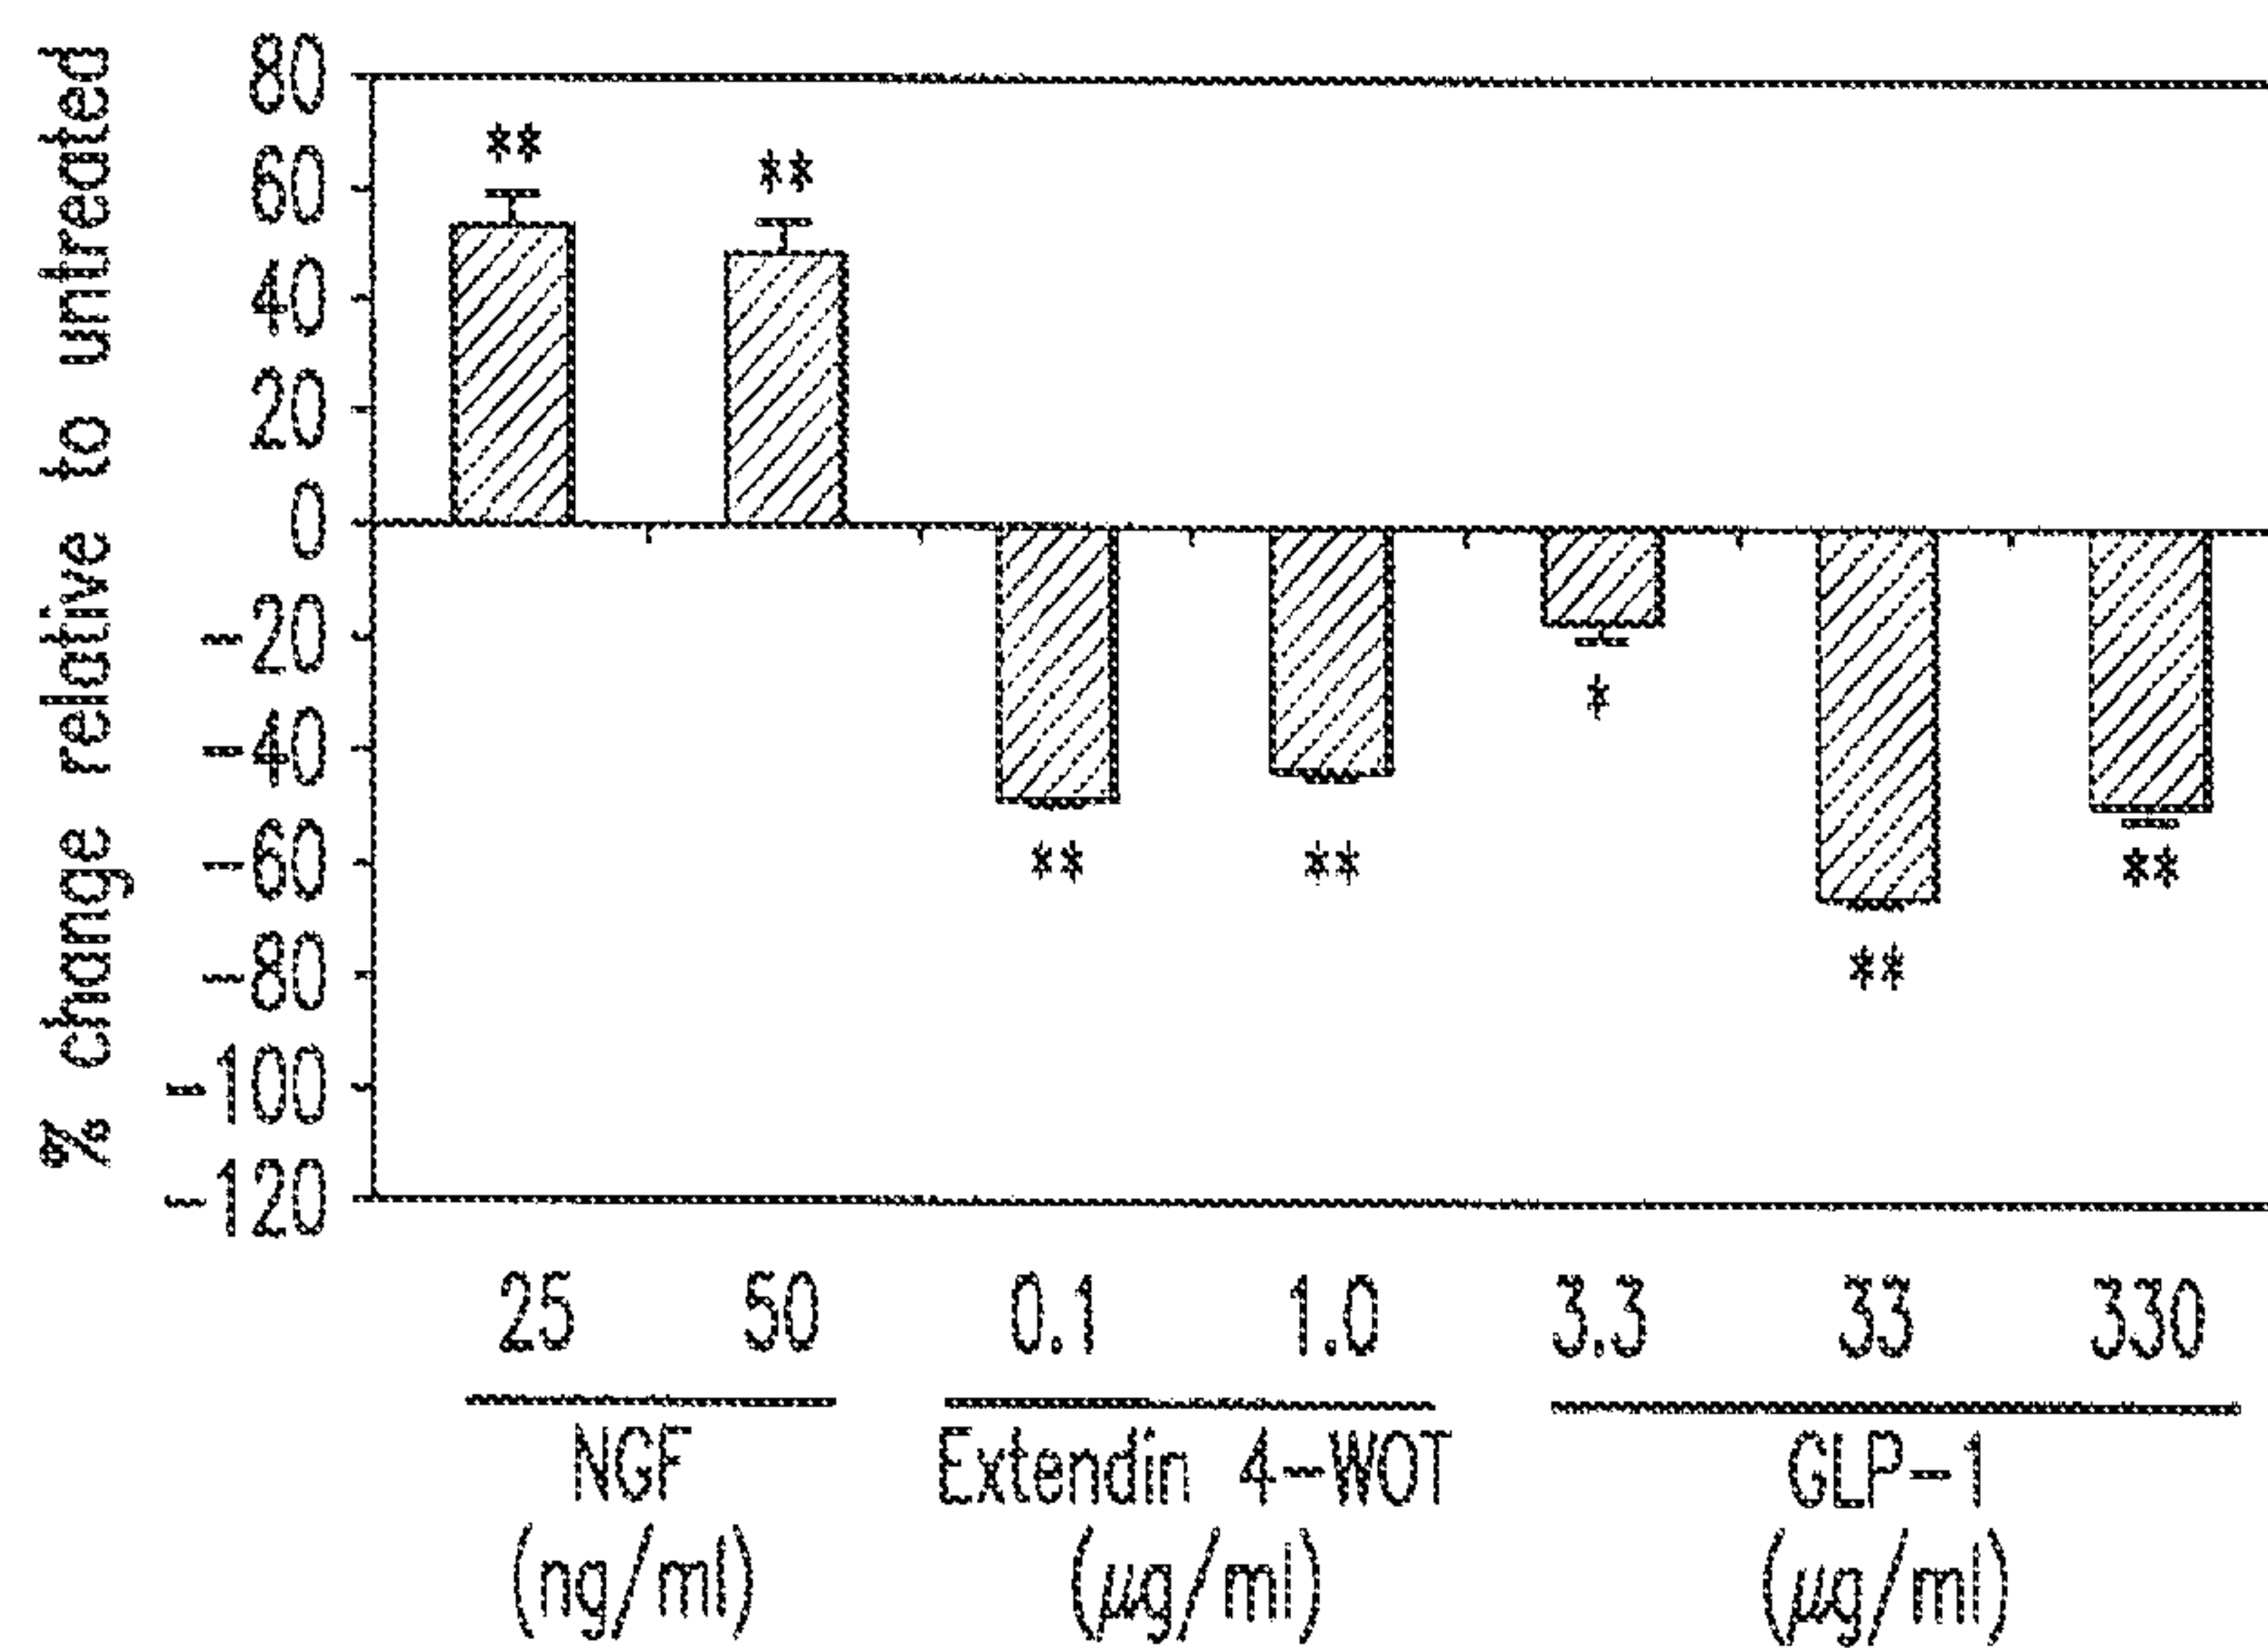 % change relative to untreated
80
60
40
20
0
-20
-40
-60
-80
-100
-120
** **
*
** ** **
**
25 50 0.1 1.0 3.3 33 330
NGF Extendin 4-WOT GLP-1
(ng/ml) (μg/ml) (μg/ml)